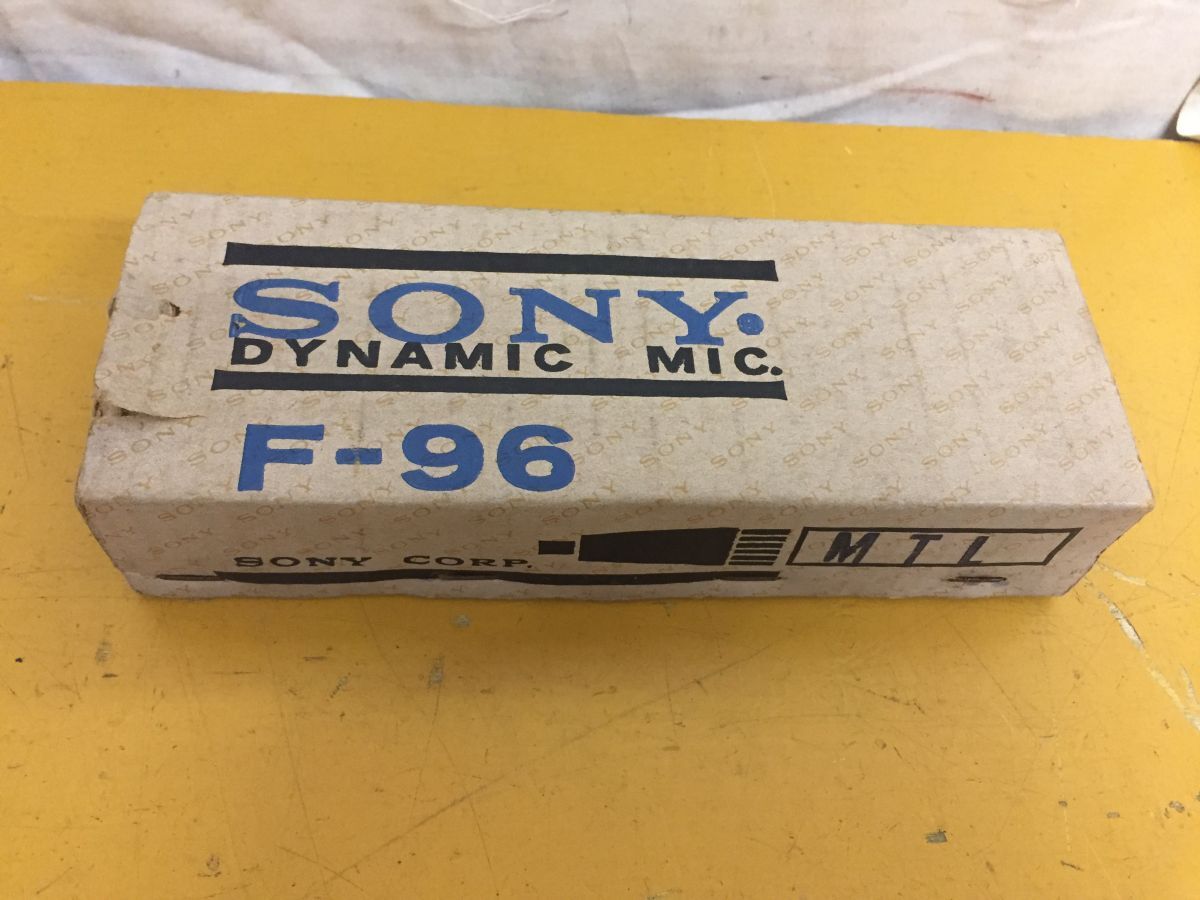 SONY.
DYNAMIC MIC.
F-96
SONY CORP.
MTL